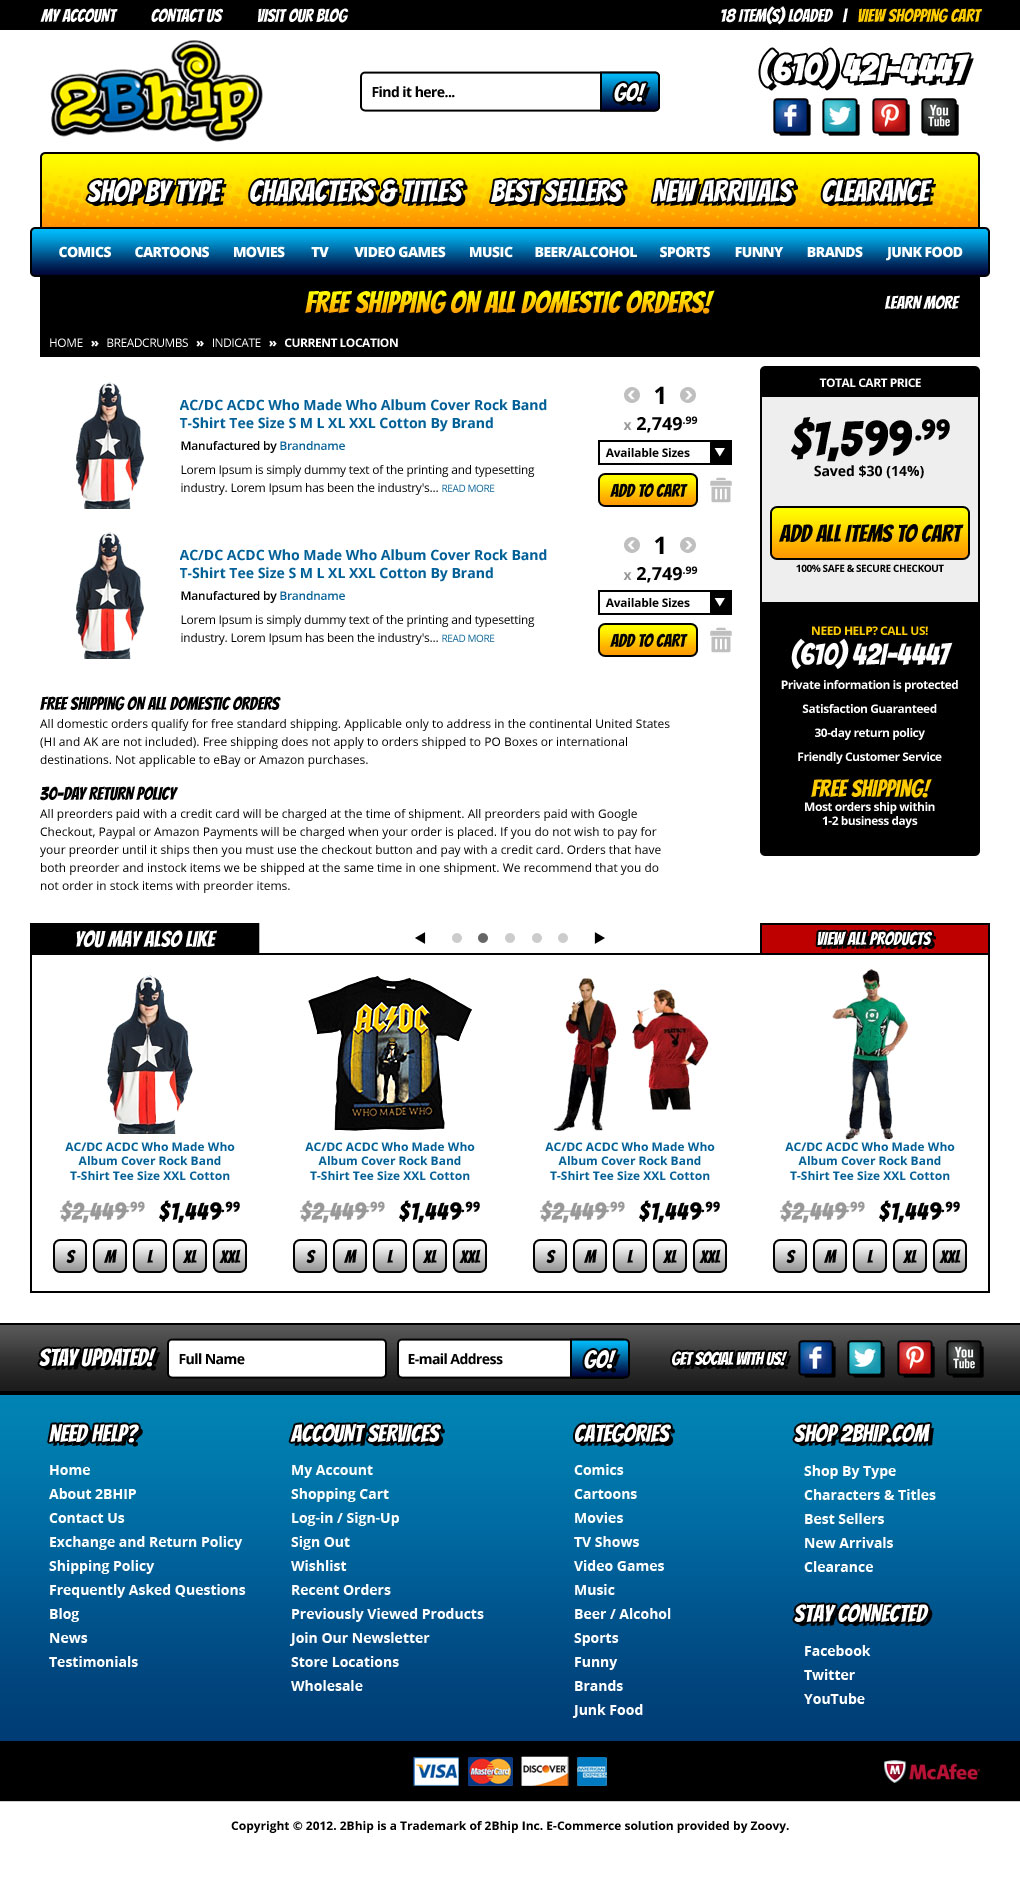 MY ACCOUNT CONTACT US VISIT OUR BLOG 18 ITEM(S) LOADED | VIEW SHOPPING CART
2Bhip
Find it here... GO!
(610) 421-4447
You Tube
SHOP BY TYPE CHARACTERS & TITLES BEST SELLERS NEW ARRIVALS CLEARANCE
COMICS CARTOONS MOVIES TV VIDEO GAMES MUSIC BEER/ALCOHOL SPORTS FUNNY BRANDS JUNK FOOD
FREE SHIPPING ON ALL DOMESTIC ORDERS! LEARN MORE
HOME » BREADCRUMBS » INDICATE » CURRENT LOCATION
AC/DC ACDC Who Made Who Album Cover Rock Band
T-Shirt Tee Size S M L XL XXL Cotton By Brand
Manufactured by Brandname
Lorem Ipsum is simply dummy text of the printing and typesetting
industry. Lorem Ipsum has been the industry's... READ MORE
1
x 2,749.99
Available Sizes
ADD TO CART
AC/DC ACDC Who Made Who Album Cover Rock Band
T-Shirt Tee Size S M L XL XXL Cotton By Brand
Manufactured by Brandname
Lorem Ipsum is simply dummy text of the printing and typesetting
industry. Lorem Ipsum has been the industry's... READ MORE
1
x 2,749.99
Available Sizes
ADD TO CART
TOTAL CART PRICE
$1,599.99
Saved $30 (14%)
ADD ALL ITEMS TO CART
100% SAFE & SECURE CHECKOUT
NEED HELP? CALL US!
(610) 421-4447
Private information is protected
Satisfaction Guaranteed
30-day return policy
Friendly Customer Service
FREE SHIPPING!
Most orders ship within
1-2 business days
FREE SHIPPING ON ALL DOMESTIC ORDERS
All domestic orders qualify for free standard shipping. Applicable only to address in the continental United States
(HI and AK are not included). Free shipping does not apply to orders shipped to PO Boxes or international
destinations. Not applicable to eBay or Amazon purchases.
30-DAY RETURN POLICY
All preorders paid with a credit card will be charged at the time of shipment. All preorders paid with Google
Checkout, Paypal or Amazon Payments will be charged when your order is placed. If you do not wish to pay for
your preorder until it ships then you must use the checkout button and pay with a credit card. Orders that have
both preorder and instock items we be shipped at the same time in one shipment. We recommend that you do
not order in stock items with preorder items.
YOU MAY ALSO LIKE VIEW ALL PRODUCTS
AC/DC
WHO MADE WHO
PLAYBOY
AC/DC ACDC Who Made Who
Album Cover Rock Band
T-Shirt Tee Size XXL Cotton
$2,449.99 $1,449.99
S M L XL XXL
AC/DC ACDC Who Made Who
Album Cover Rock Band
T-Shirt Tee Size XXL Cotton
$2,449.99 $1,449.99
S M L XL XXL
AC/DC ACDC Who Made Who
Album Cover Rock Band
T-Shirt Tee Size XXL Cotton
$2,449.99 $1,449.99
S M L XL XXL
AC/DC ACDC Who Made Who
Album Cover Rock Band
T-Shirt Tee Size XXL Cotton
$2,449.99 $1,449.99
S M L XL XXL
STAY UPDATED! Full Name E-mail Address GO! GET SOCIAL WITH US! You Tube
NEED HELP?
Home
About 2BHIP
Contact Us
Exchange and Return Policy
Shipping Policy
Frequently Asked Questions
Blog
News
Testimonials
ACCOUNT SERVICES
My Account
Shopping Cart
Log-in / Sign-Up
Sign Out
Wishlist
Recent Orders
Previously Viewed Products
Join Our Newsletter
Store Locations
Wholesale
CATEGORIES
Comics
Cartoons
Movies
TV Shows
Video Games
Music
Beer / Alcohol
Sports
Funny
Brands
Junk Food
SHOP 2BHIP.COM
Shop By Type
Characters & Titles
Best Sellers
New Arrivals
Clearance
STAY CONNECTED
Facebook
Twitter
YouTube
VISA MasterCard DISCOVER AMERICAN EXPRESS McAfee
Copyright © 2012. 2Bhip is a Trademark of 2Bhip Inc. E-Commerce solution provided by Zoovy.